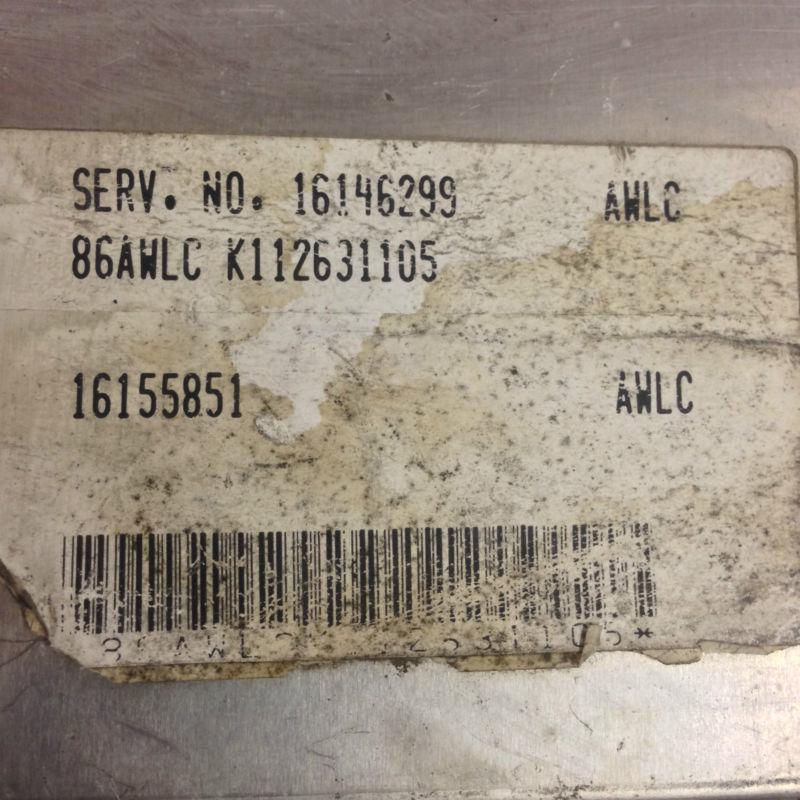 SERV. NO. 16146299 AWLC
86AWLC K112631105
16155851 AWLC